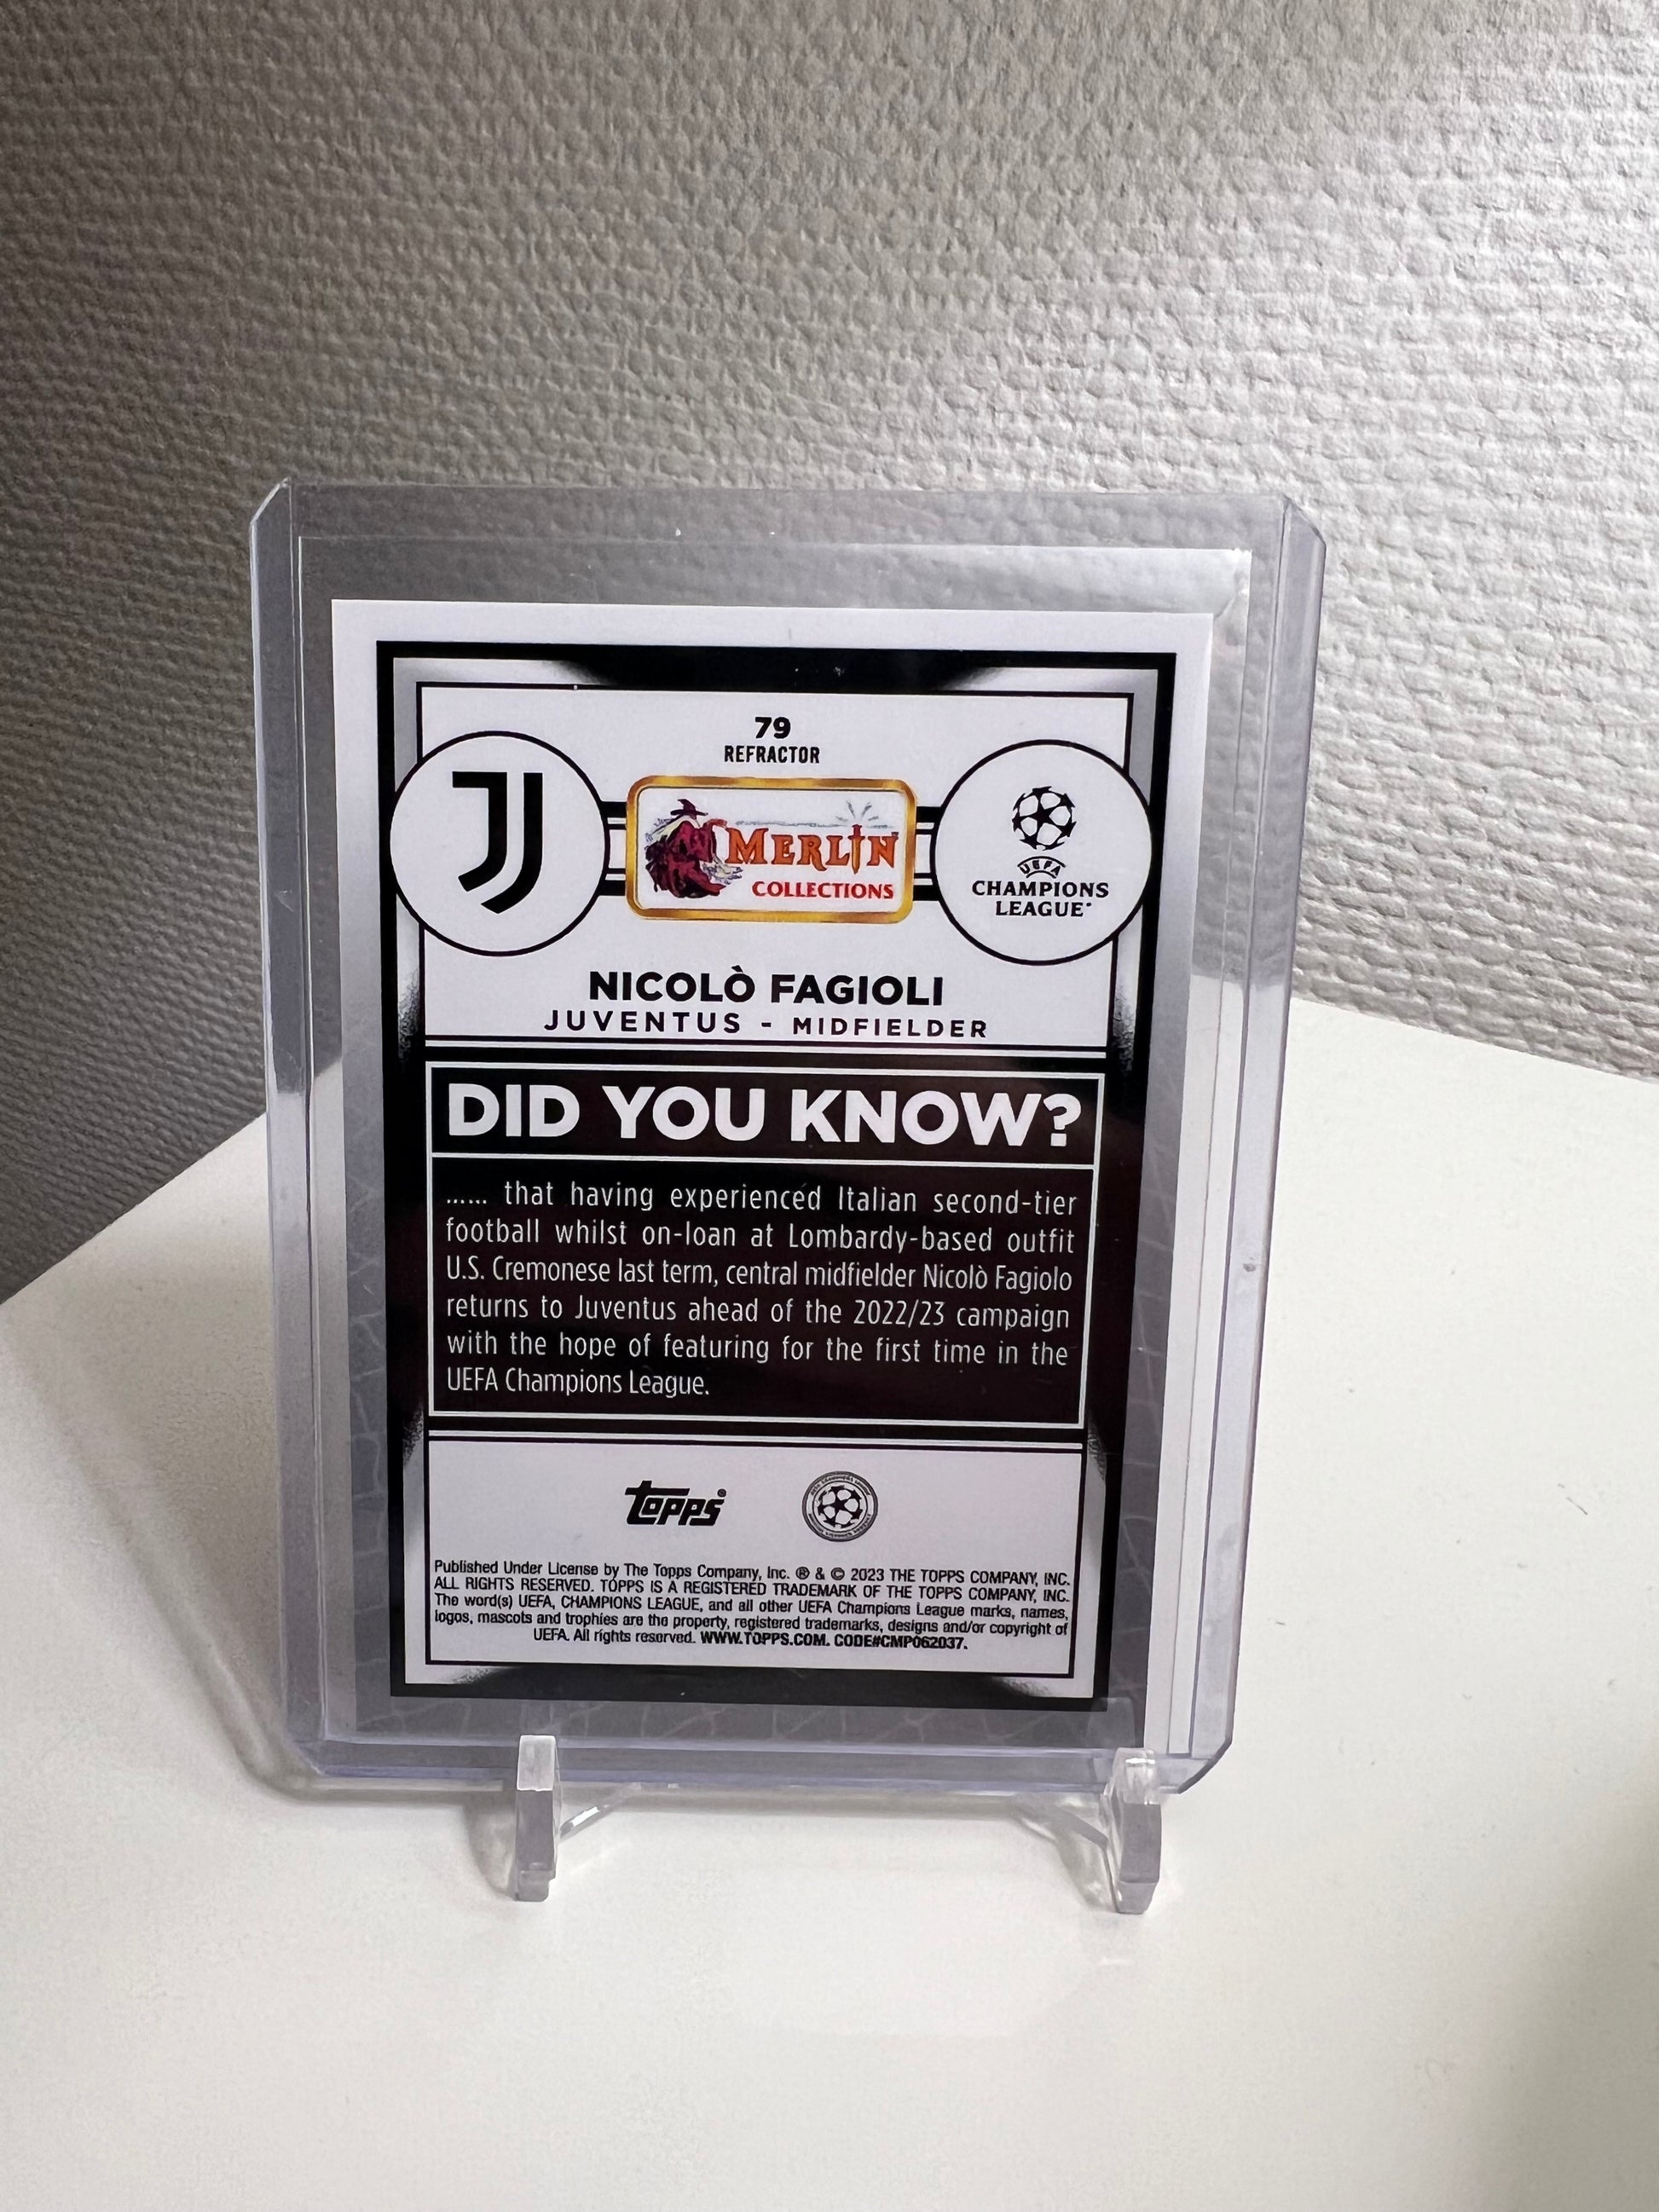 79
REFRACTOR
MERLIN
COLLECTIONS
UEFA
CHAMPIONS
LEAGUE
NICOLÒ FAGIOLI
JUVENTUS - MIDFIELDER
DID YOU KNOW?
...... that having experienced Italian second-tier
football whilst on-loan at Lombardy-based outfit
U.S. Cremonese last term, central midfielder Nicolò Fagiolo
returns to Juventus ahead of the 2022/23 campaign
with the hope of featuring for the first time in the
UEFA Champions League.
topps®
Published Under License by The Topps Company, Inc. ® & © 2023 THE TOPPS COMPANY, INC.
ALL RIGHTS RESERVED. TOPPS IS A REGISTERED TRADEMARK OF THE TOPPS COMPANY, INC.
The word(s) UEFA, CHAMPIONS LEAGUE, and all other UEFA Champions League marks, names,
logos, mascots and trophies are the property, registered trademarks, designs and/or copyright of
UEFA. All rights reserved. WWW.TOPPS.COM. CODE#CMP062037.